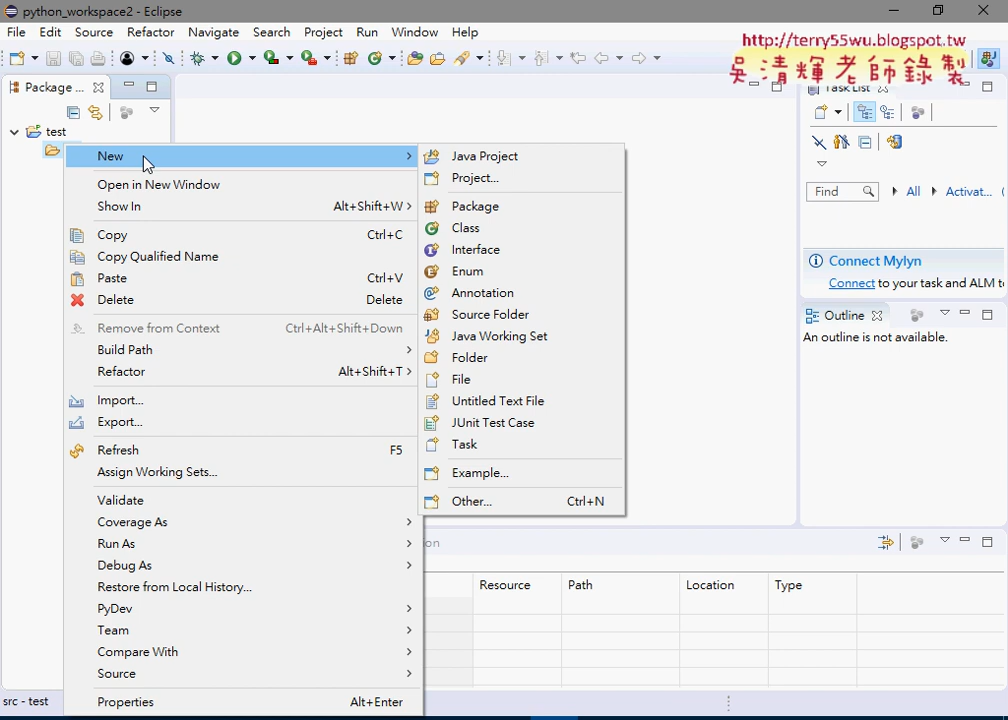 python_workspace2 - Eclipse
File Edit Source Refactor Navigate Search Project Run Window Help
http://terry55wu.blogspot.tw
吳清輝老師錄製
Package ...
Task List
test
Find
All
Activat...
New
Open in New Window
Show In Alt+Shift+W
Copy Ctrl+C
Copy Qualified Name
Paste Ctrl+V
Delete Delete
Remove from Context Ctrl+Alt+Shift+Down
Build Path
Refactor Alt+Shift+T
Import...
Export...
Refresh F5
Assign Working Sets...
Validate
Coverage As
Run As
Debug As
Restore from Local History...
PyDev
Team
Compare With
Source
Properties Alt+Enter
Java Project
Project...
Package
Class
Interface
Enum
Annotation
Source Folder
Java Working Set
Folder
File
Untitled Text File
JUnit Test Case
Task
Example...
Other... Ctrl+N
Connect Mylyn
Connect to your task and ALM to
Outline
An outline is not available.
on
Resource Path Location Type
src - test